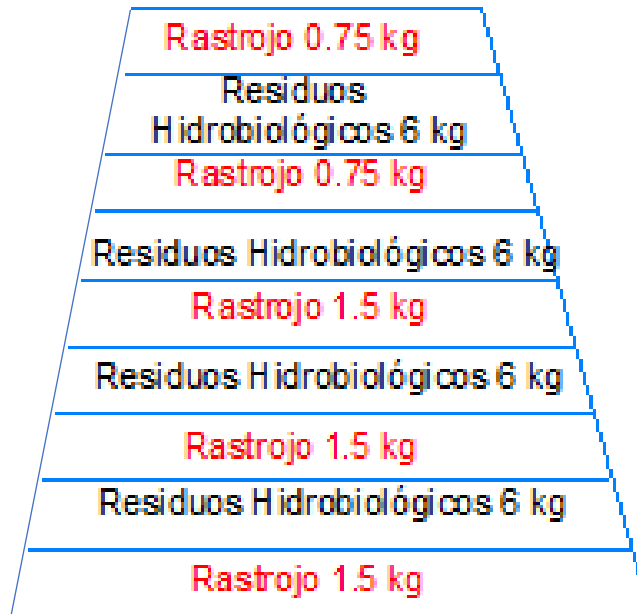 Rastrojo 0.75 kg
Residuos
Hidrobiológicos 6 kg
Rastrojo 0.75 kg
Residuos Hidrobiológicos 6 kg
Rastrojo 1.5 kg
Residuos Hidrobiológicos 6 kg
Rastrojo 1.5 kg
Residuos Hidrobiológicos 6 kg
Rastrojo 1.5 kg